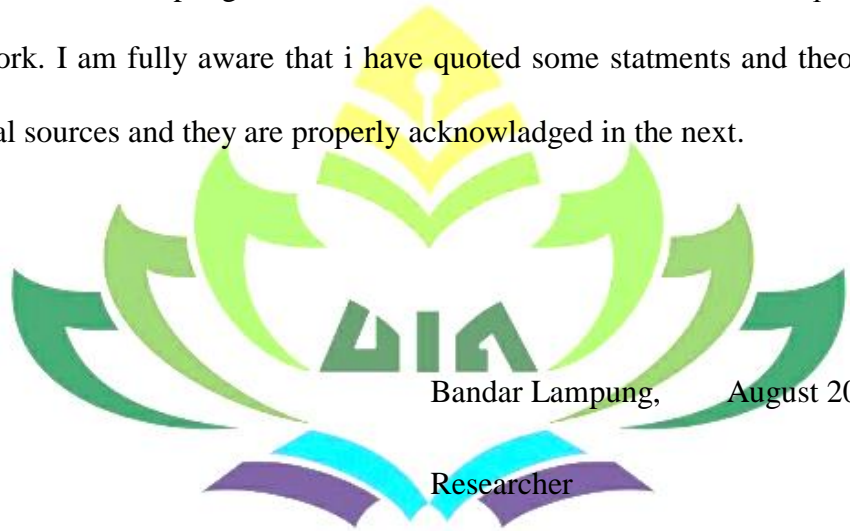 ork. I am fully aware that i have quoted some statments and theo
al sources and they are properly acknowladged in the next.
UIN
Bandar Lampung, August 20
Researcher